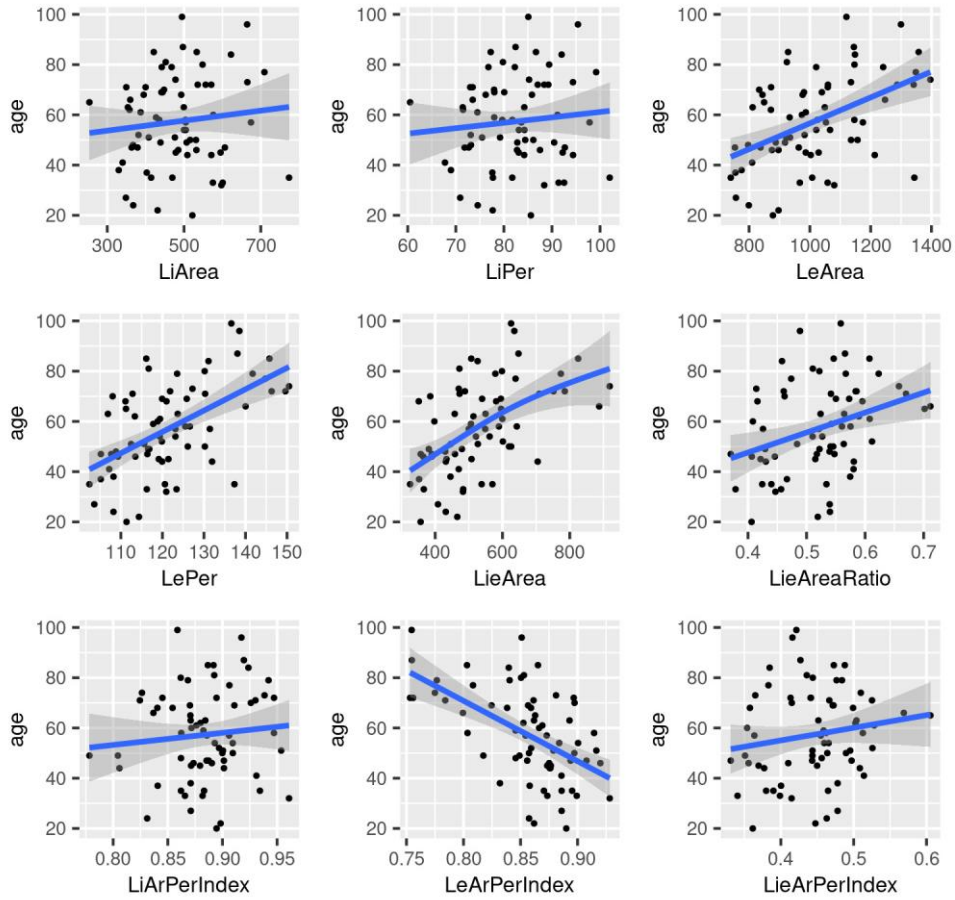 100
80
60
40
20
age
300 500 700
LiArea
100
80
60
40
20
age
60 70 80 90 100
LiPer
100
80
60
40
20
age
800 1000 1200 1400
LeArea
100
80
60
40
20
age
110 120 130 140 150
LePer
100
80
60
40
20
age
400 600 800
LieArea
100
80
60
40
20
age
0.4 0.5 0.6 0.7
LieAreaRatio
100
80
60
40
20
age
0.80 0.85 0.90 0.95
LiArPerIndex
100
80
60
40
20
age
0.75 0.80 0.85 0.90
LeArPerIndex
100
80
60
40
20
age
0.4 0.5 0.6
LieArPerIndex